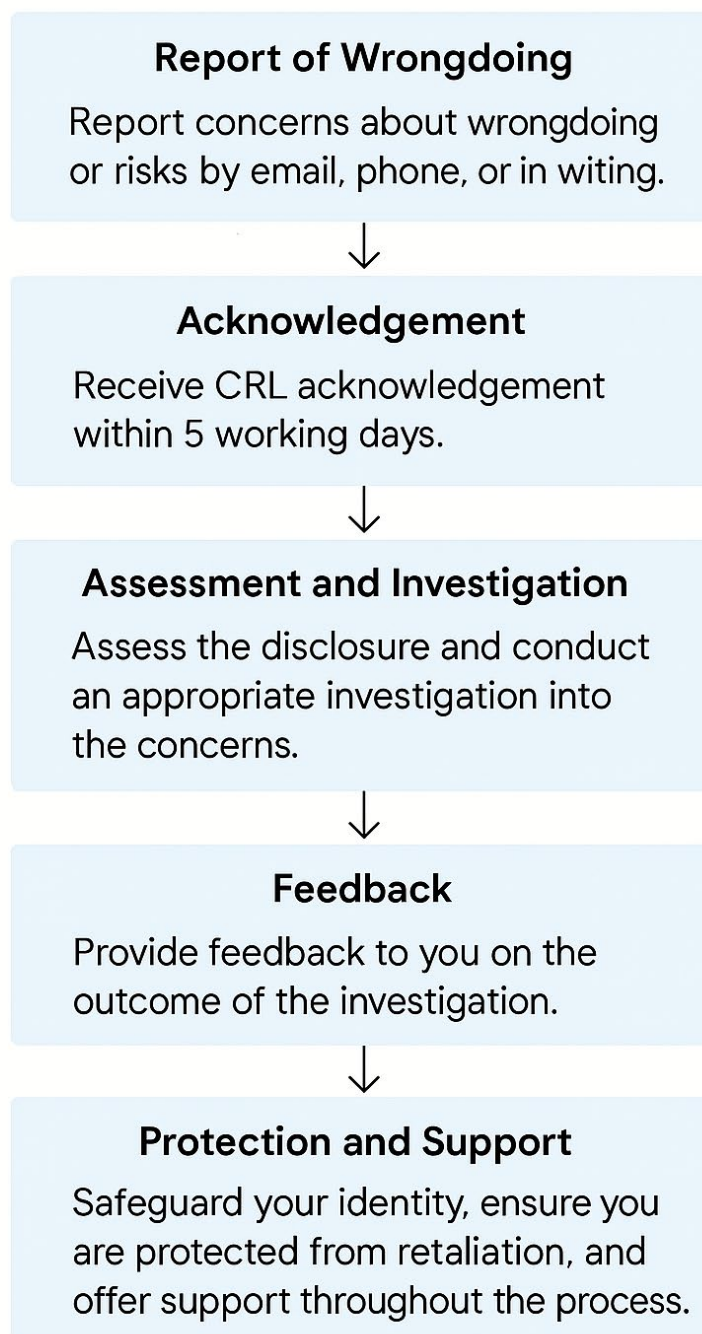 Report of Wrongdoing
Report concerns about wrongdoing
or risks by email, phone, or in witing.
Acknowledgement
Receive CRL acknowledgement
within 5 working days.
Assessment and Investigation
Assess the disclosure and conduct
an appropriate investigation into
the concerns.
Feedback
Provide feedback to you on the
outcome of the investigation.
Protection and Support
Safeguard your identity, ensure you
are protected from retaliation, and
offer support throughout the process.